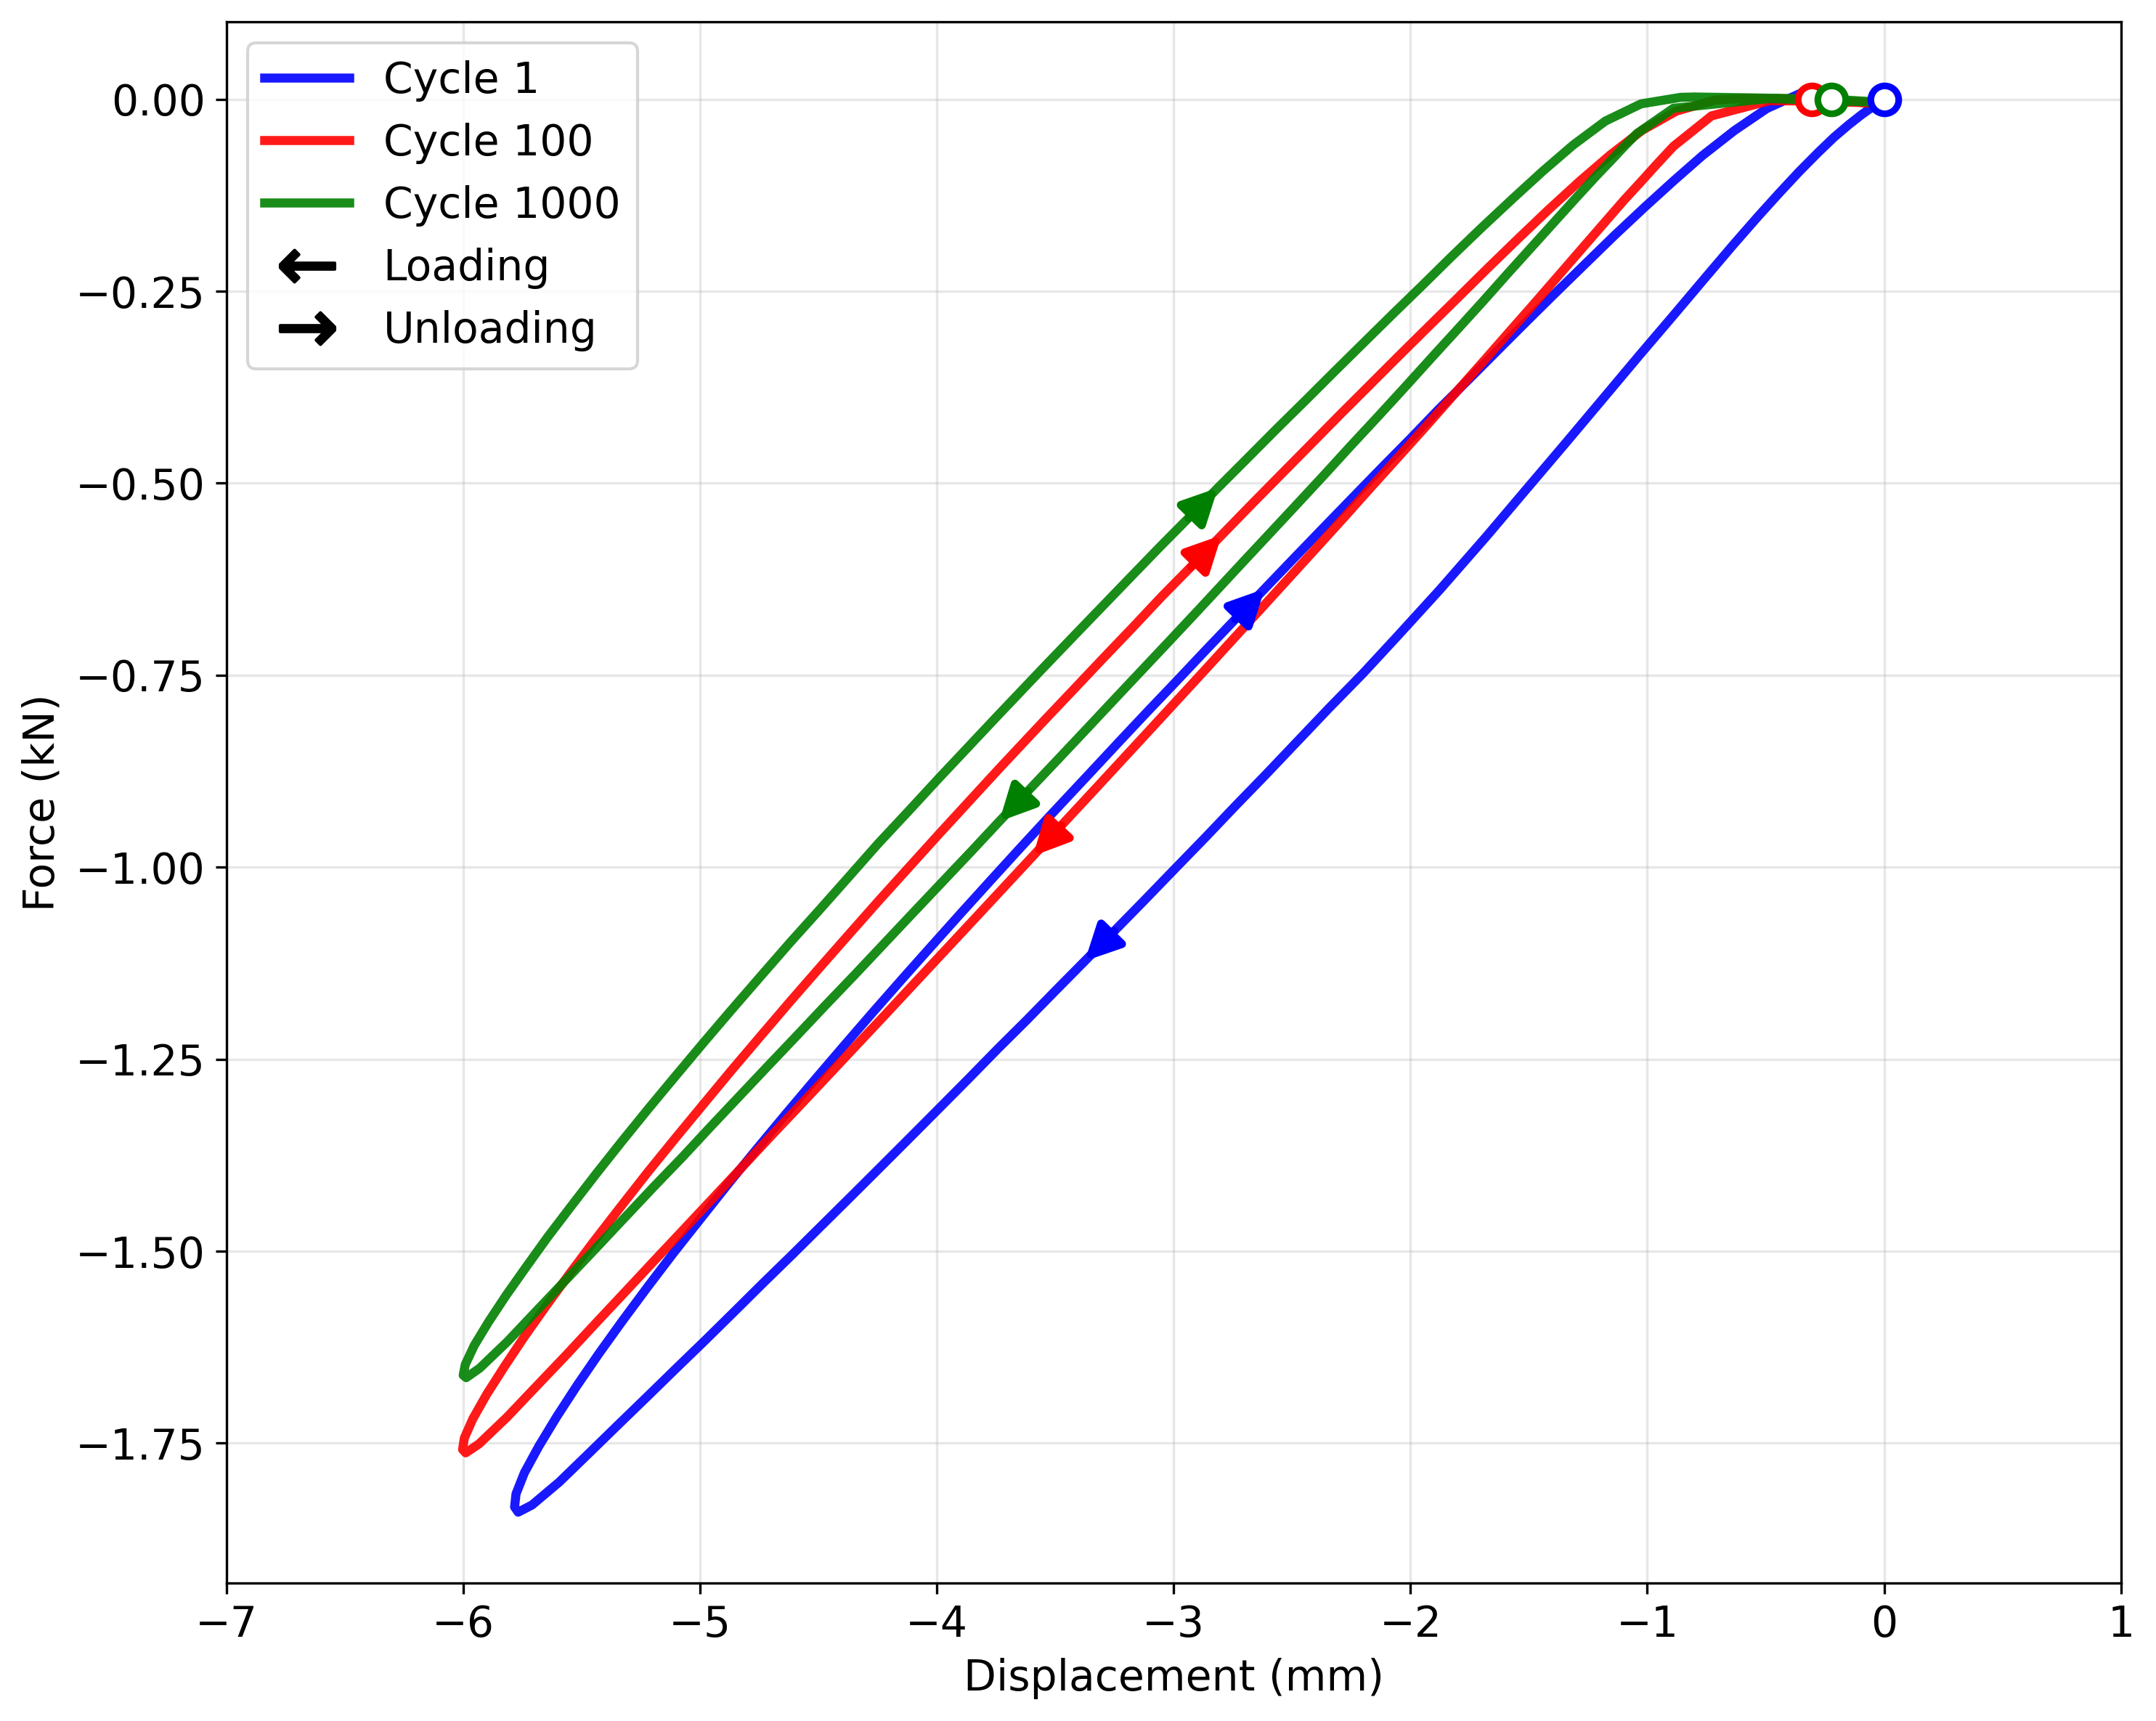 Cycle 1
Cycle 100
Cycle 1000
← Loading
→ Unloading
0.00
−0.25
−0.50
−0.75
−1.00
−1.25
−1.50
−1.75
Force (kN)
−7 −6 −5 −4 −3 −2 −1 0 1
Displacement (mm)